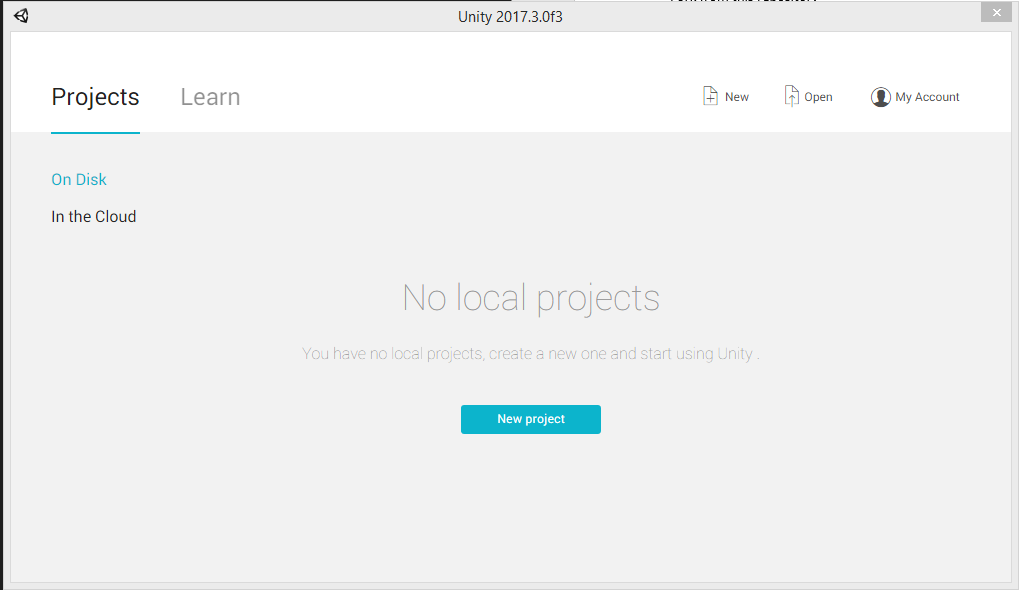 Unity 2017.3.0f3
Projects
Learn
New
Open
My Account
On Disk
In the Cloud
No local projects
You have no local projects, create a new one and start using Unity .
New project